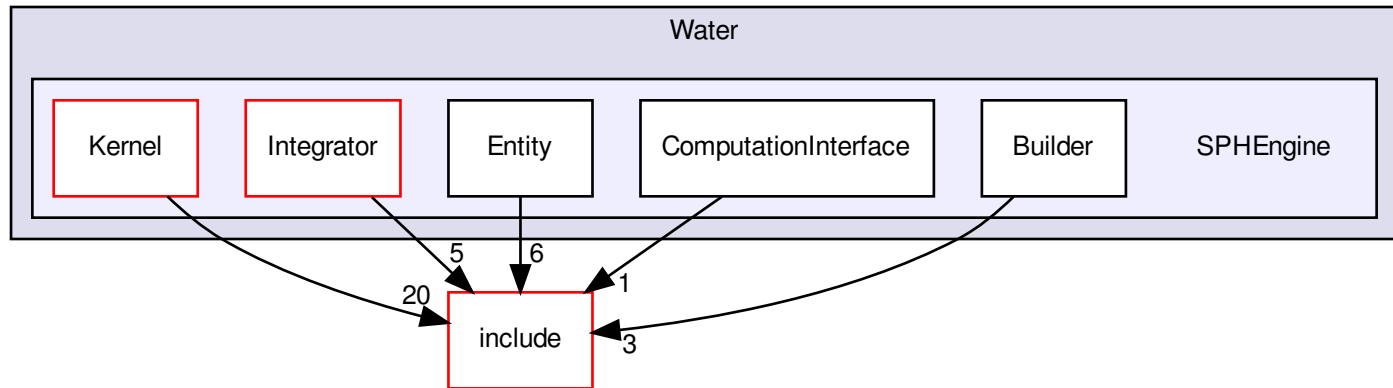 Water
Kernel
Integrator
Entity
ComputationInterface
Builder
SPHEngine
5
6
1
20
3
include